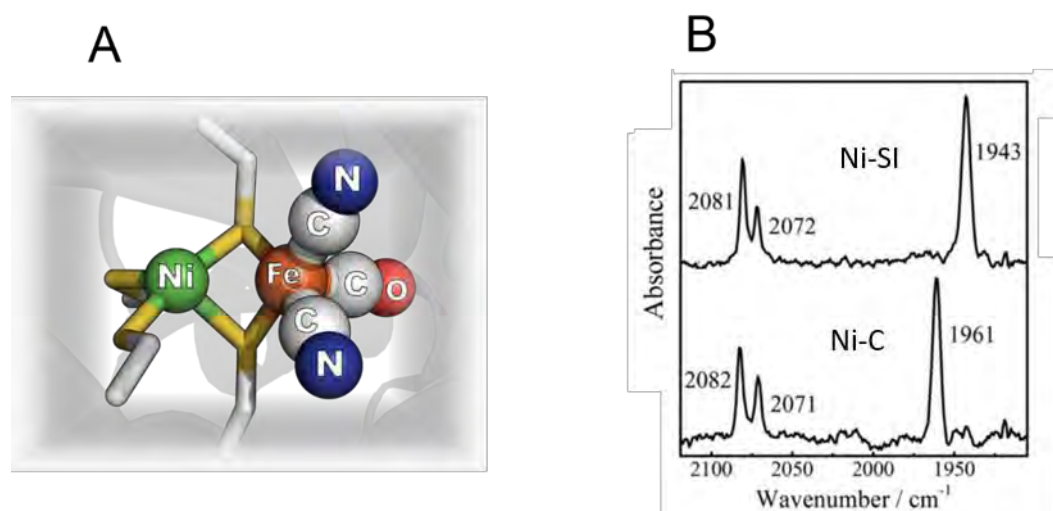 A
B
N
C
Ni
Fe
C
O
C
N
Absorbance
Ni-SI
1943
2081
2072
Ni-C
1961
2082
2071
2100
2050
2000
1950
Wavenumber / cm⁻¹